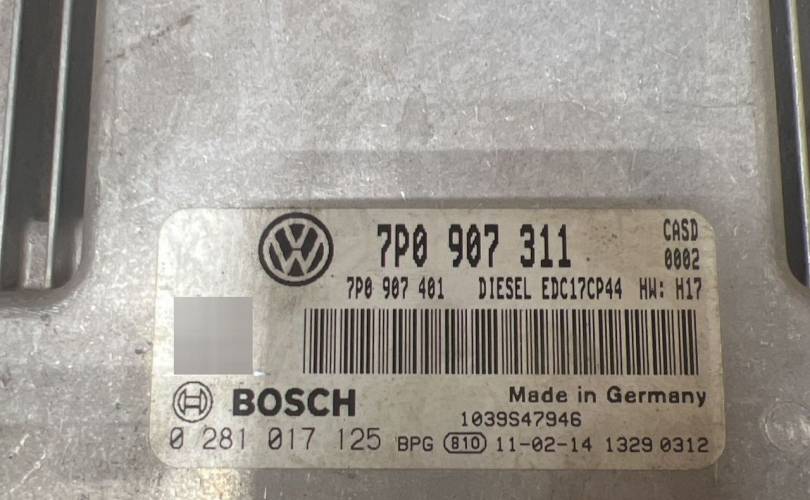 7P0 907 311
CASD
0002
7P0 907 401 DIESEL EDC17CP44 HW: H17
BOSCH
Made in Germany
1039S47946
0 281 017 125 BPG 810 11-02-14 1329 0312